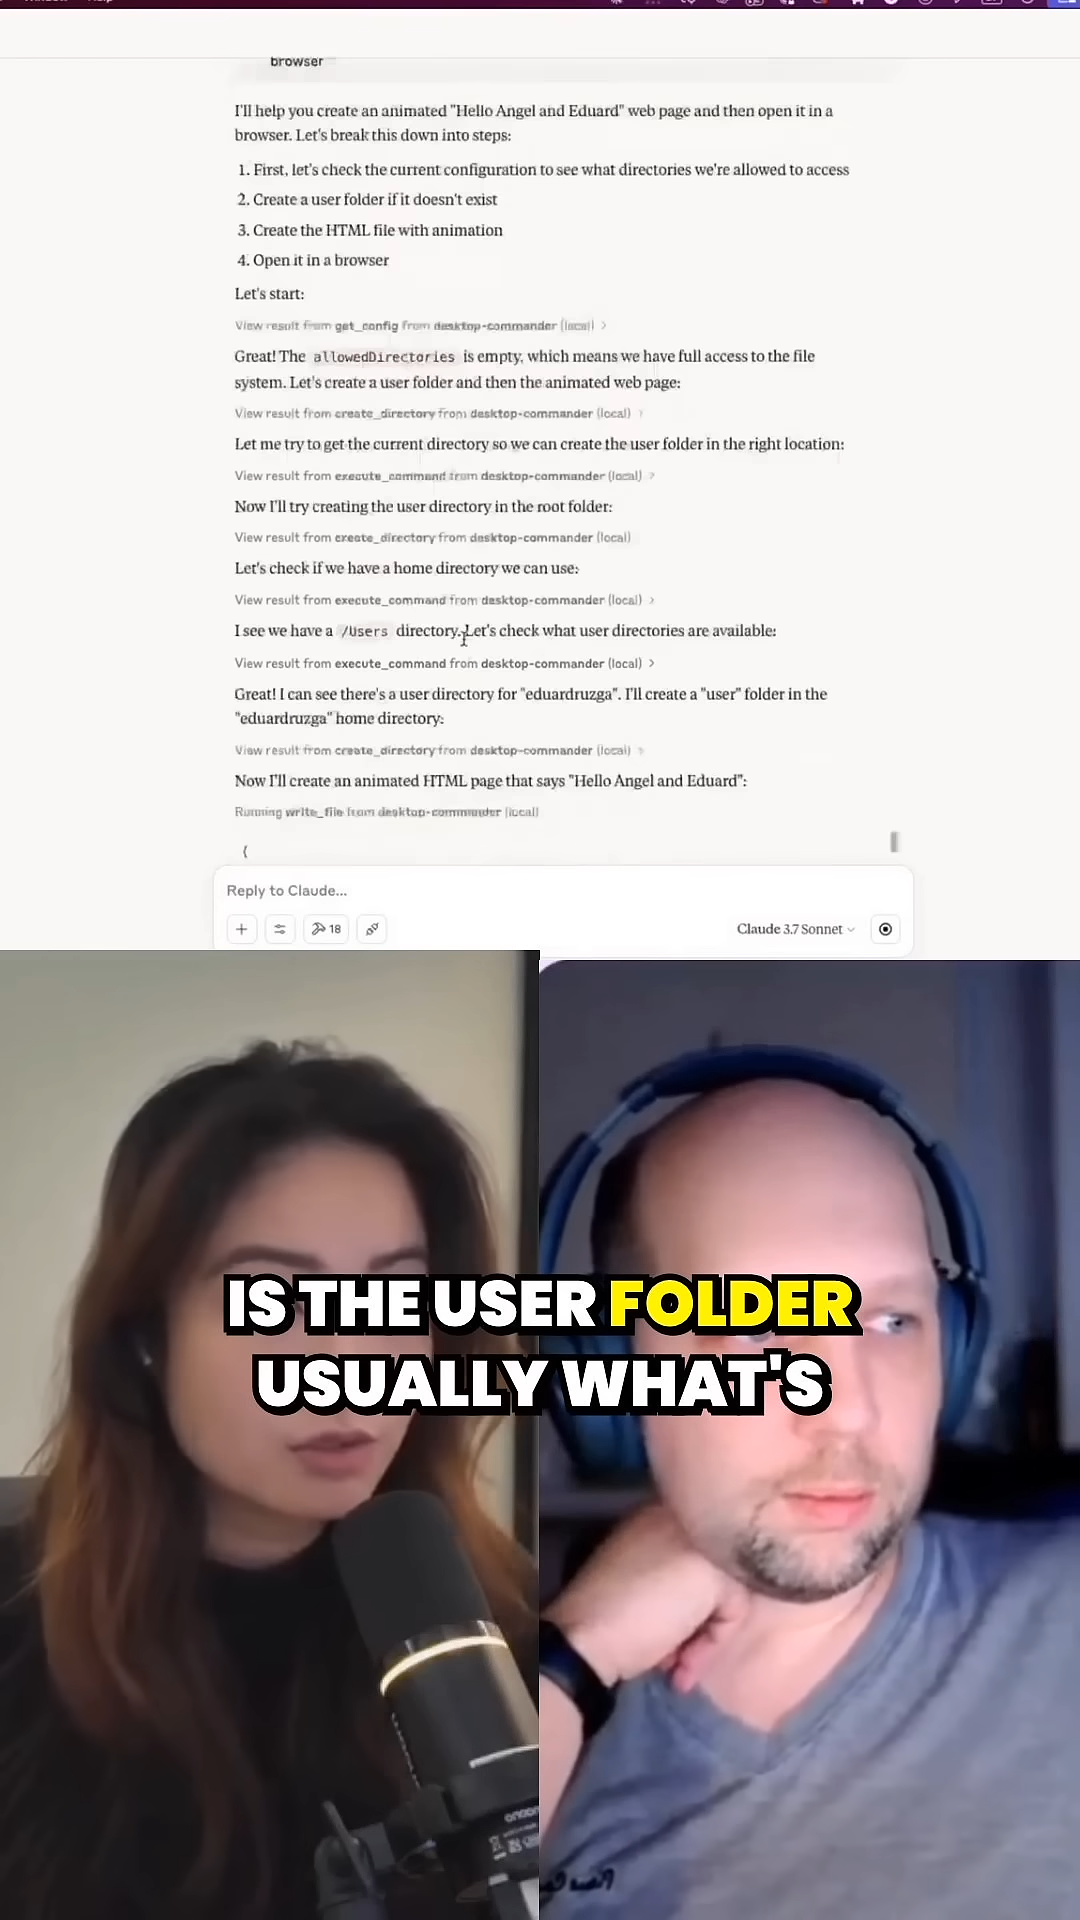 browser
I'll help you create an animated "Hello Angel and Eduard" web page and then open it in a
browser. Let's break this down into steps:
1. First, let's check the current configuration to see what directories we're allowed to access
2. Create a user folder if it doesn't exist
3. Create the HTML file with animation
4. Open it in a browser
Let's start:
View result from get_config from desktop-commander (local)
Great! The allowedDirectories is empty, which means we have full access to the file
system. Let's create a user folder and then the animated web page:
View result from create_directory from desktop-commander (local)
Let me try to get the current directory so we can create the user folder in the right location:
View result from execute_command from desktop-commander (local)
Now I'll try creating the user directory in the root folder:
View result from create_directory from desktop-commander (local)
Let's check if we have a home directory we can use:
View result from execute_command from desktop-commander (local)
I see we have a /Users directory. Let's check what user directories are available:
View result from execute_command from desktop-commander (local)
Great! I can see there's a user directory for "eduardruzga". I'll create a "user" folder in the
"eduardruzga" home directory:
View result from create_directory from desktop-commander (local)
Now I'll create an animated HTML page that says "Hello Angel and Eduard":
Running write_file from desktop-commander (local)
{
Reply to Claude...
18
Claude 3.7 Sonnet
IS THE USER FOLDER
USUALLY WHAT'S